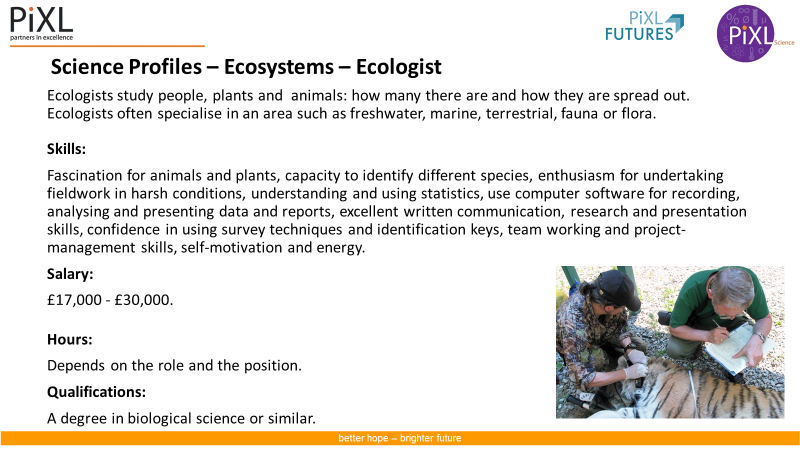 PiXL
partners in excellence
PiXL
FUTURES
PiXL Science
Science Profiles – Ecosystems – Ecologist
Ecologists study people, plants and animals: how many there are and how they are spread out.
Ecologists often specialise in an area such as freshwater, marine, terrestrial, fauna or flora.
Skills:
Fascination for animals and plants, capacity to identify different species, enthusiasm for undertaking
fieldwork in harsh conditions, understanding and using statistics, use computer software for recording,
analysing and presenting data and reports, excellent written communication, research and presentation
skills, confidence in using survey techniques and identification keys, team working and project-
management skills, self-motivation and energy.
Salary:
£17,000 - £30,000.
Hours:
Depends on the role and the position.
Qualifications:
A degree in biological science or similar.
better hope – brighter future